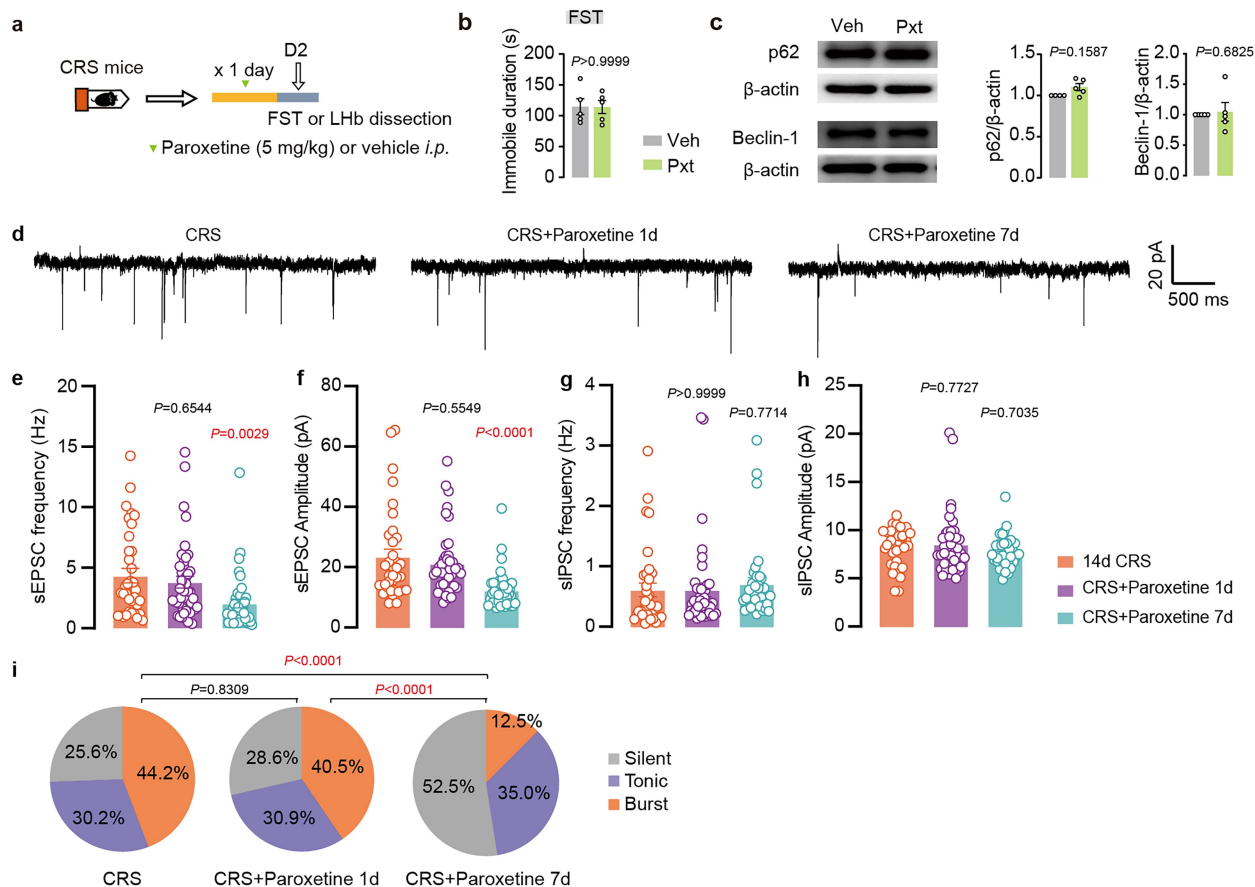 a
CRS mice
x 1 day
D2
FST or LHb dissection
Paroxetine (5 mg/kg) or vehicle i.p.
b
FST
Immobile duration (s)
200
150
100
50
0
P>0.9999
Veh
Pxt
c
Veh
Pxt
p62
β-actin
Beclin-1
β-actin
p62/β-actin
1.5
1.0
0.5
0.0
P=0.1587
Beclin-1/β-actin
2.0
1.5
1.0
0.5
0.0
P=0.6825
d
CRS
CRS+Paroxetine 1d
CRS+Paroxetine 7d
20 pA
500 ms
e
sEPSC frequency (Hz)
20
15
10
5
0
P=0.6544
P=0.0029
f
sEPSC Amplitude (pA)
80
60
40
20
0
P=0.5549
P<0.0001
g
sIPSC frequency (Hz)
4
3
2
1
0
P>0.9999
P=0.7714
h
sIPSC Amplitude (pA)
25
20
15
10
5
0
P=0.7727
P=0.7035
14d CRS
CRS+Paroxetine 1d
CRS+Paroxetine 7d
i
P<0.0001
P=0.8309
P<0.0001
25.6%
44.2%
30.2%
28.6%
40.5%
30.9%
12.5%
52.5%
35.0%
Silent
Tonic
Burst
CRS
CRS+Paroxetine 1d
CRS+Paroxetine 7d